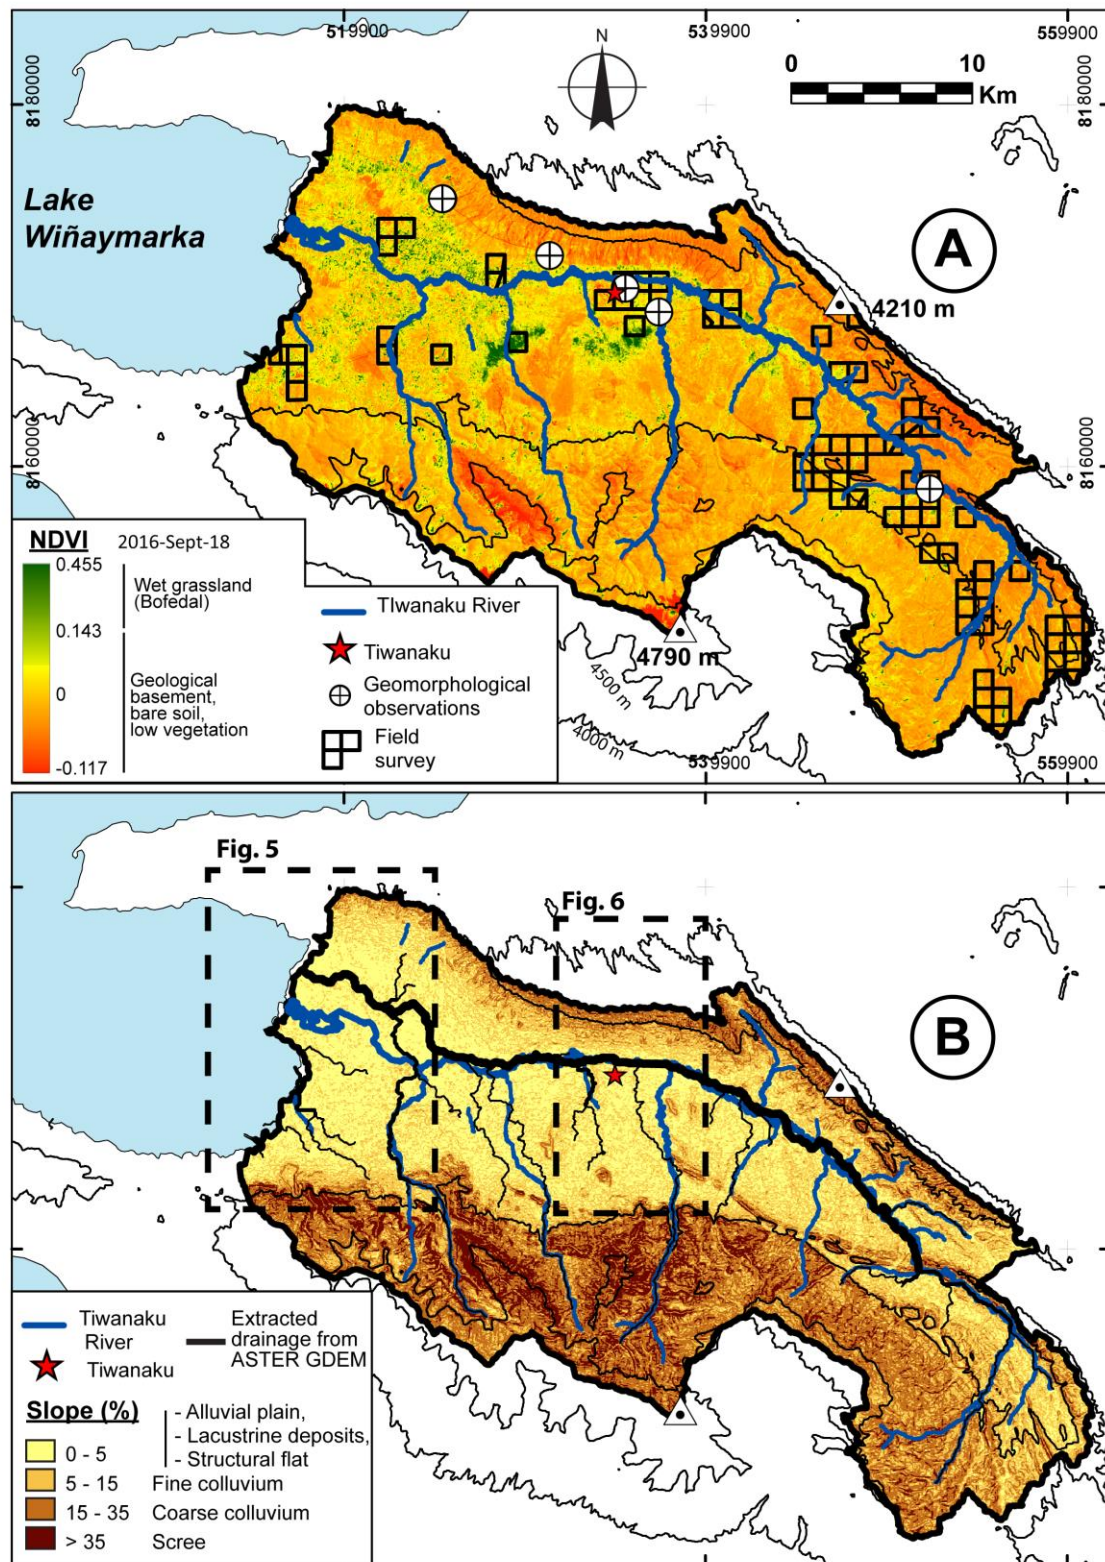 519900
539900
559900
N
0
10
Km
8180000
8180000
Lake
Wiñaymarka
A
4210 m
8160000
8160000
NDVI
2016-Sept-18
0.455
Wet grassland
(Bofedal)
0.143
0
Geological
basement,
bare soil,
low vegetation
-0.117
TIwanaku River
Tiwanaku
Geomorphological
observations
Field
survey
4790 m
4500 m
4000 m
539900
559900
Fig. 5
Fig. 6
B
Tiwanaku
River
Extracted
drainage from
ASTER GDEM
Tiwanaku
Slope (%)
- Alluvial plain,
- Lacustrine deposits,
- Structural flat
0 - 5
5 - 15
Fine colluvium
15 - 35
Coarse colluvium
> 35
Scree